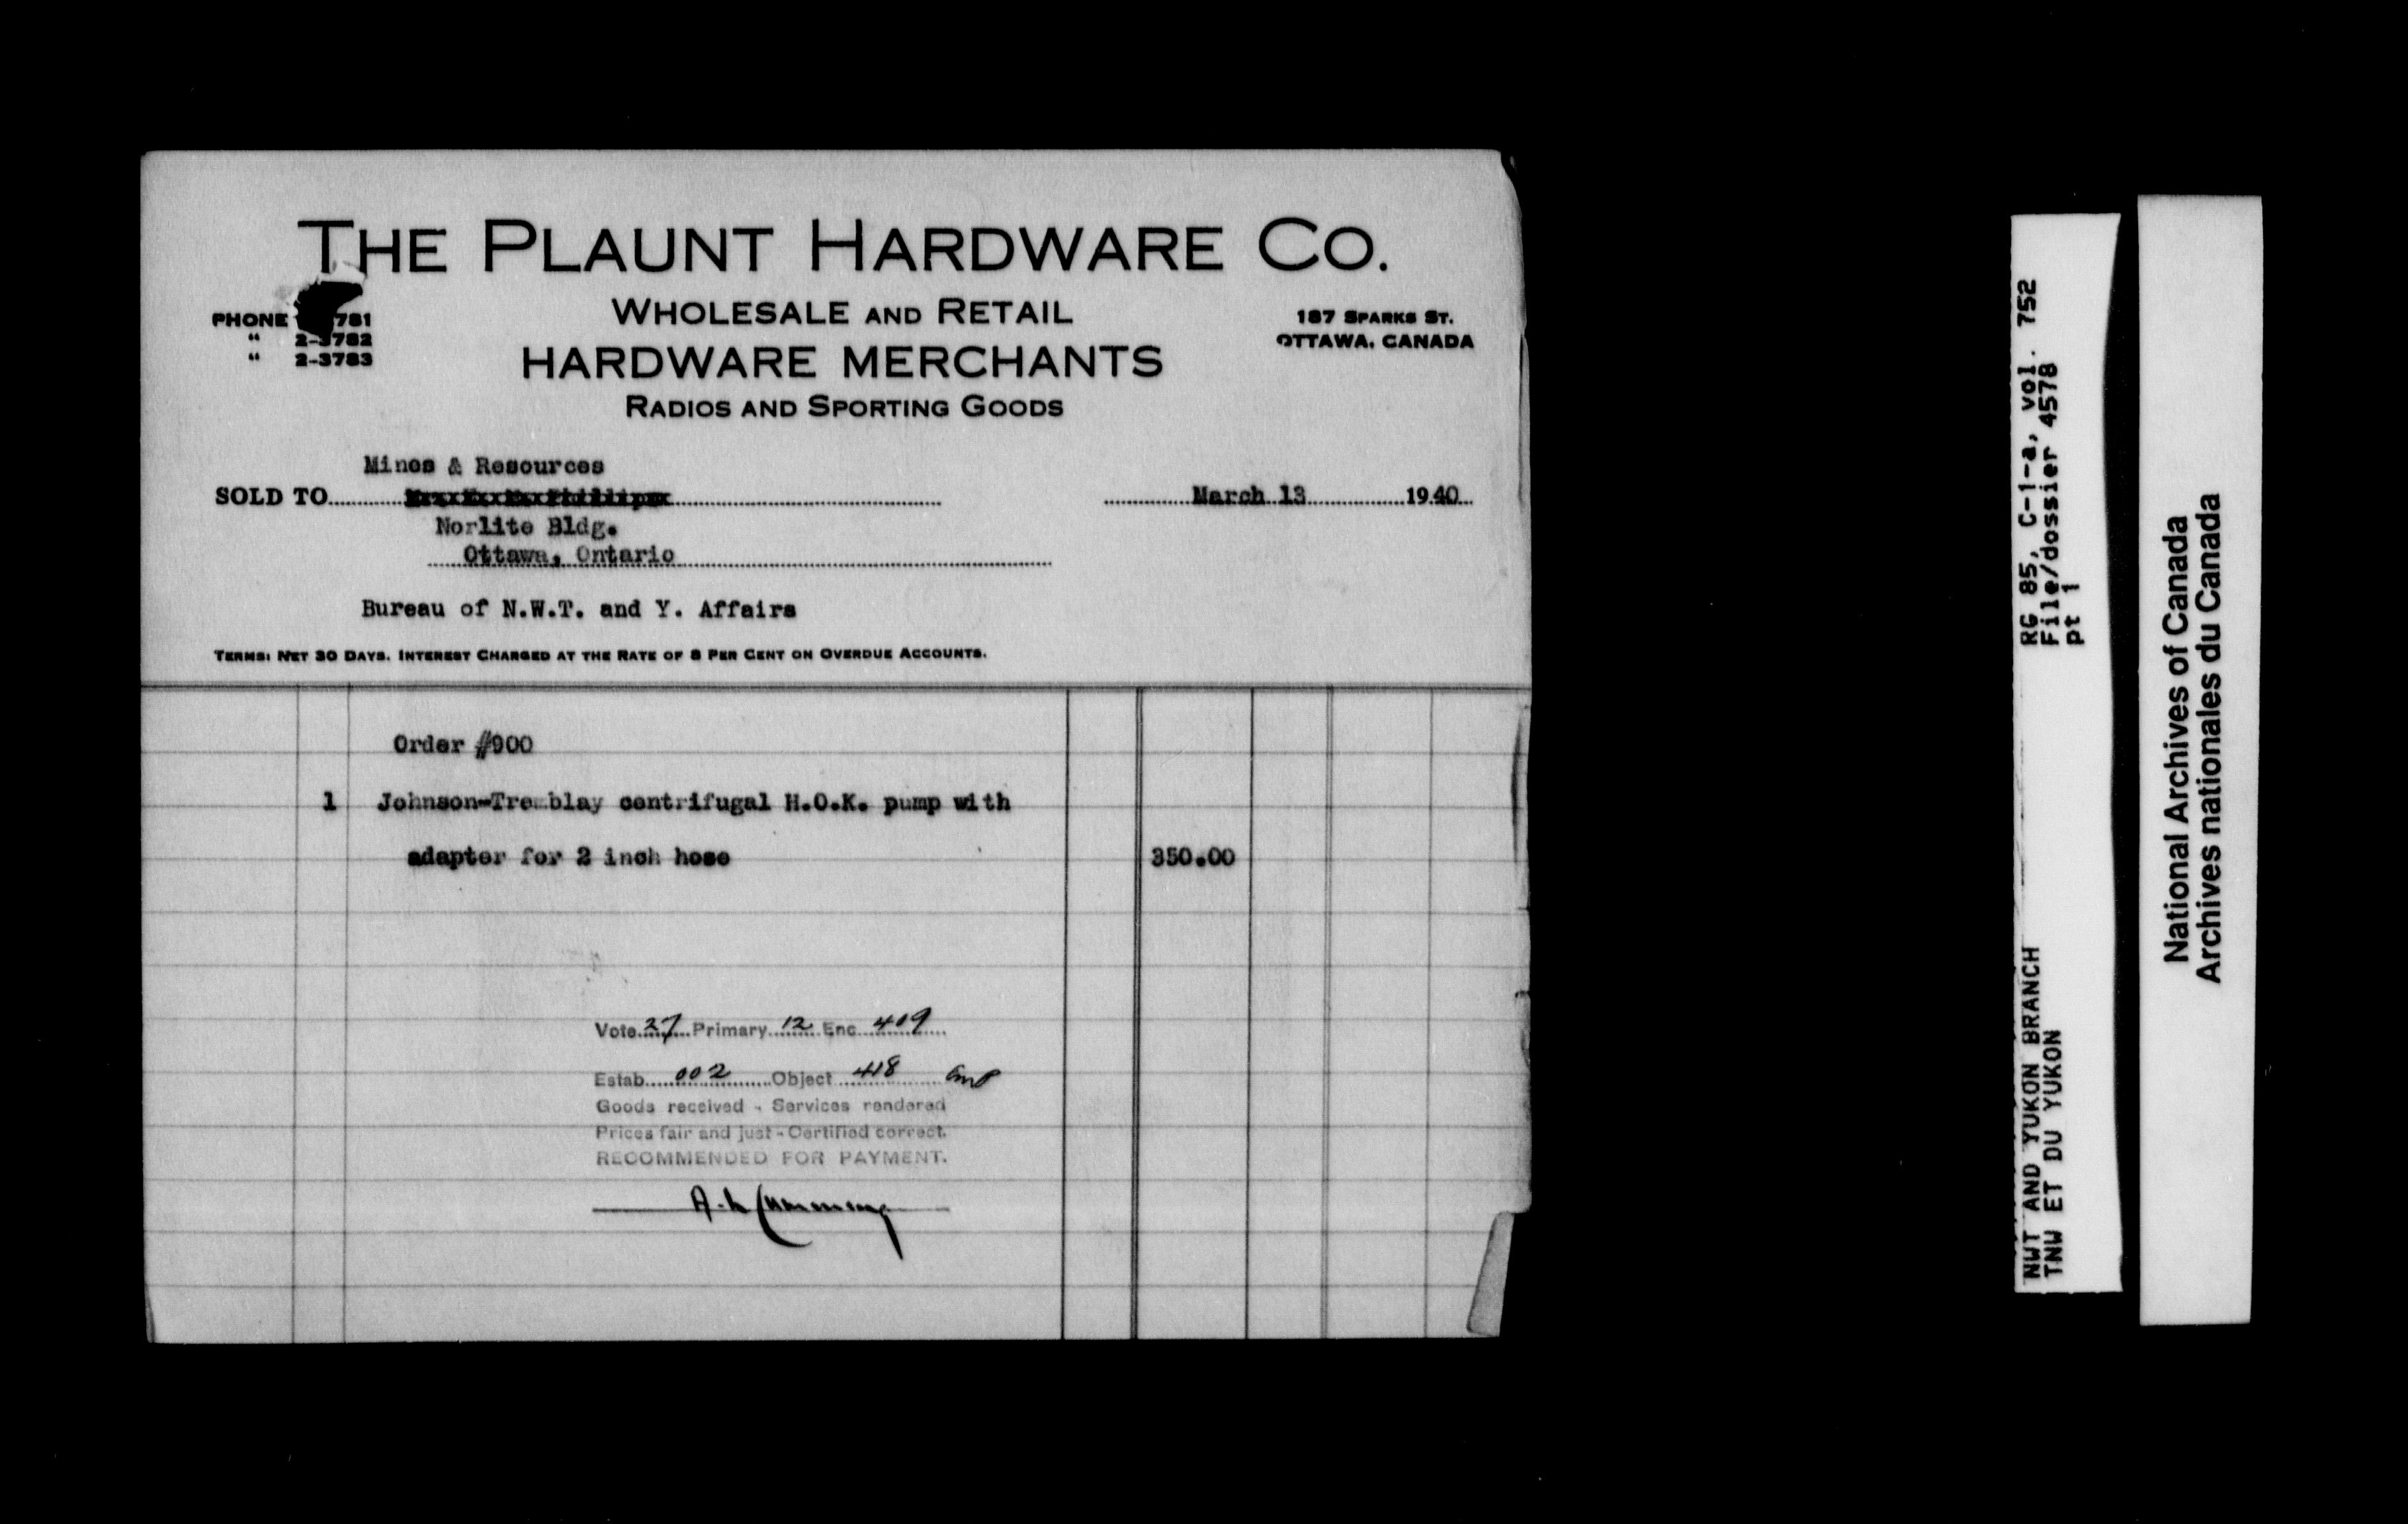 THE PLAUNT HARDWARE CO.
WHOLESALE AND RETAIL
HARDWARE MERCHANTS
RADIOS AND SPORTING GOODS
PHONE 781
" 2-3782
" 2-3783
187 SPARKS ST.
OTTAWA, CANADA
Mines & Resources
SOLD TO
March 13 1940
Norlite Bldg.
Ottawa, Ontario
Bureau of N.W.T. and Y. Affairs
TERMS: NET 30 DAYS. INTEREST CHARGED AT THE RATE OF 8 PER CENT ON OVERDUE ACCOUNTS.
Order #900
1 Johnson-Tremblay centrifugal H.O.K. pump with
adapter for 2 inch hose 350.00
Vote 27 Primary 12 Enc 409
Estab 002 Object 418
Goods received - Services rendered
Prices fair and just - Certified correct.
RECOMMENDED FOR PAYMENT.
Cumming
RG 85, C-1-a, vol. 752
File/dossier 4578
pt 1
NWT AND YUKON BRANCH
TNW ET DU YUKON
National Archives of Canada
Archives nationales du Canada